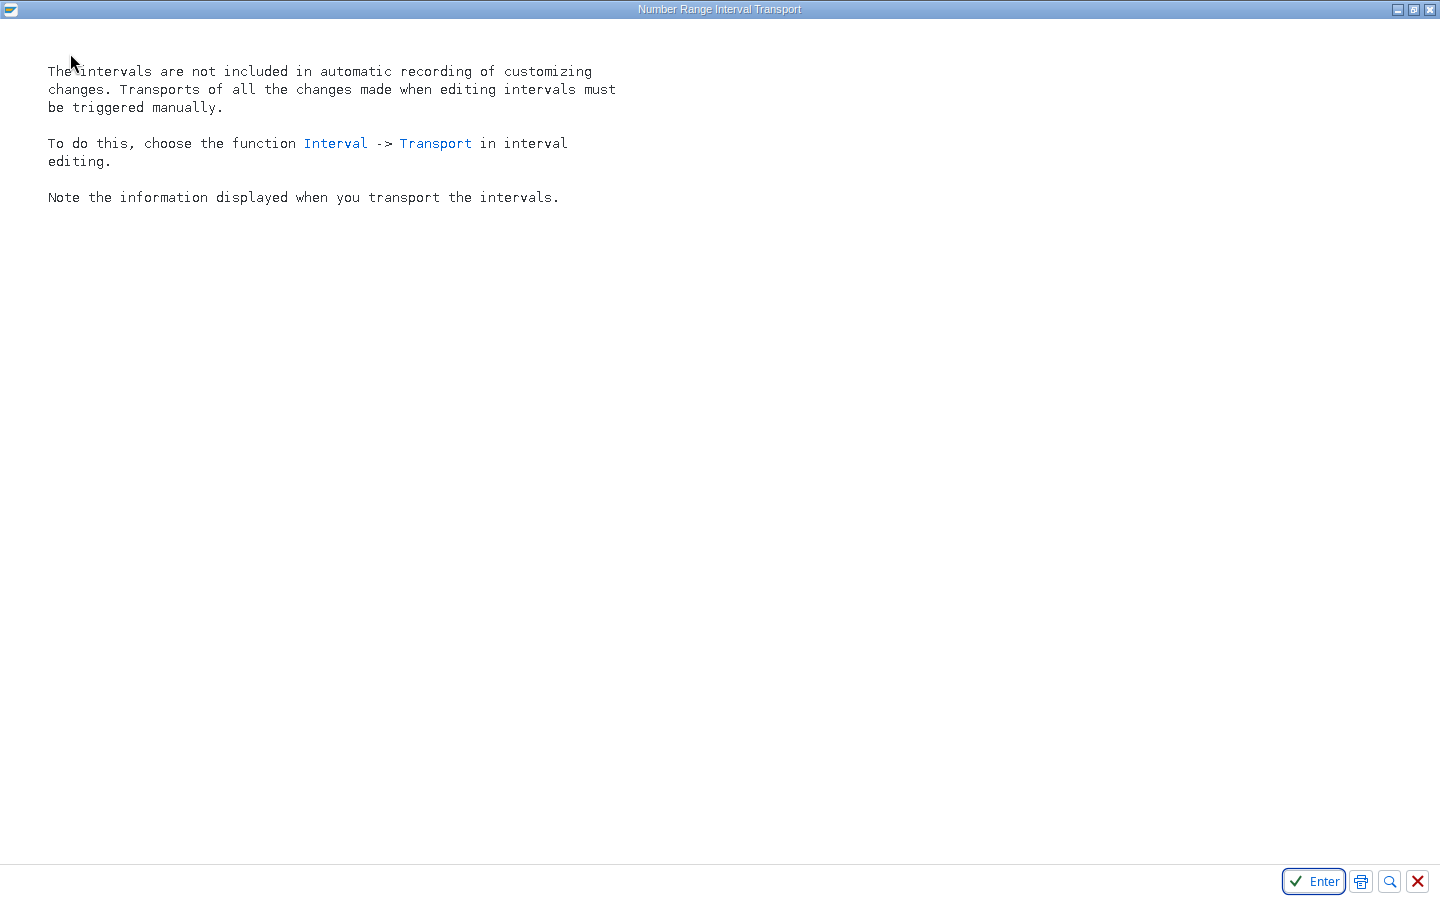 Number Range Interval Transport
The intervals are not included in automatic recording of customizing
changes. Transports of all the changes made when editing intervals must
be triggered manually.
To do this, choose the function Interval -> Transport in interval
editing.
Note the information displayed when you transport the intervals.
Enter